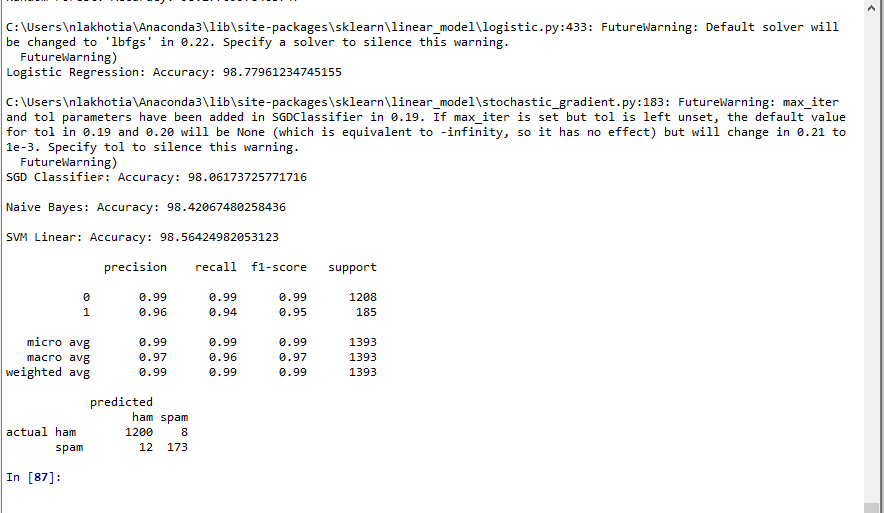 C:\Users\nlakhotia\Anaconda3\lib\site-packages\sklearn\linear_model\logistic.py:433: FutureWarning: Default solver will
be changed to 'lbfgs' in 0.22. Specify a solver to silence this warning.
  FutureWarning)
Logistic Regression: Accuracy: 98.77961234745155
C:\Users\nlakhotia\Anaconda3\lib\site-packages\sklearn\linear_model\stochastic_gradient.py:183: FutureWarning: max_iter
and tol parameters have been added in SGDClassifier in 0.19. If max_iter is set but tol is left unset, the default value
for tol in 0.19 and 0.20 will be None (which is equivalent to -infinity, so it has no effect) but will change in 0.21 to
1e-3. Specify tol to silence this warning.
  FutureWarning)
SGD Classifier: Accuracy: 98.06173725771716
Naive Bayes: Accuracy: 98.42067480258436
SVM Linear: Accuracy: 98.56424982053123
              precision    recall  f1-score   support
           0       0.99      0.99      0.99      1208
           1       0.96      0.94      0.95       185
   micro avg       0.99      0.99      0.99      1393
   macro avg       0.97      0.96      0.97      1393
weighted avg       0.99      0.99      0.99      1393
            predicted
                  ham spam
actual ham       1200    8
       spam        12  173
In [87]: